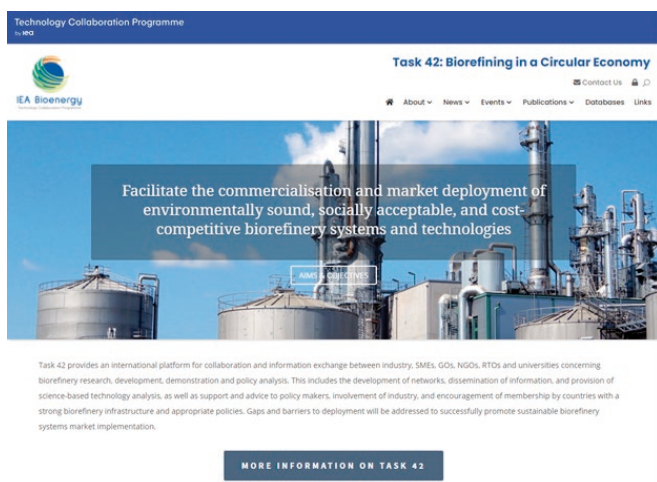 Technology Collaboration Programme
by iea
Task 42: Biorefining in a Circular Economy
Contact Us
IEA Bioenergy
Technology Collaboration Programme
About News Events Publications Databases Links
Facilitate the commercialisation and market deployment of
environmentally sound, socially acceptable, and cost-
competitive biorefinery systems and technologies
AIMS & OBJECTIVES
Task 42 provides an international platform for collaboration and information exchange between industry, SMEs, GOs, NGOs, RTOs and universities concerning
biorefinery research, development, demonstration and policy analysis. This includes the development of networks, dissemination of information, and provision of
science-based technology analysis, as well as support and advice to policy makers, involvement of industry, and encouragement of membership by countries with a
strong biorefinery infrastructure and appropriate policies. Gaps and barriers to deployment will be addressed to successfully promote sustainable biorefinery
systems market implementation.
MORE INFORMATION ON TASK 42